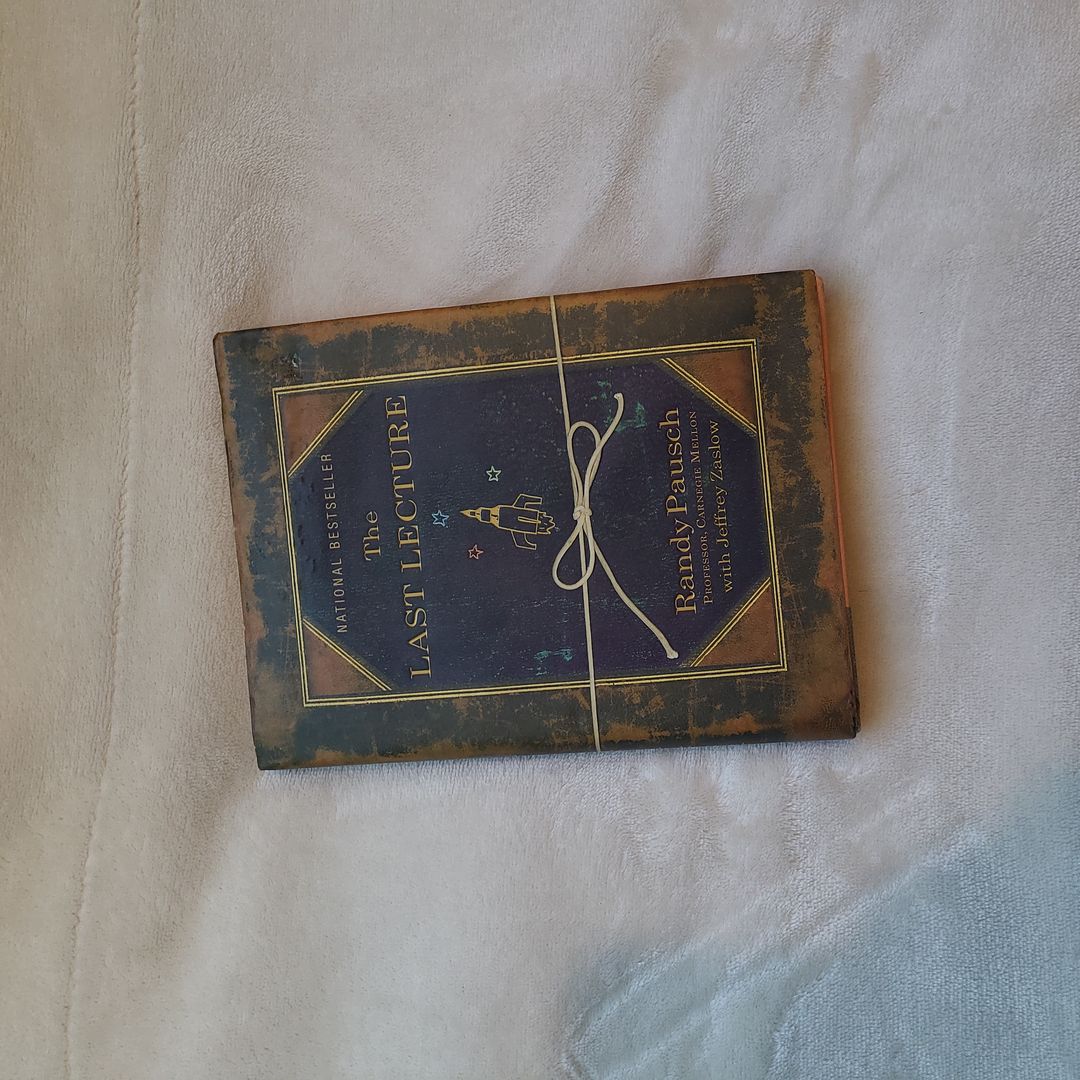 NATIONAL BESTSELLER
The
LAST LECTURE
Randy Pausch
PROFESSOR, CARNEGIE MELLON
with Jeffrey Zaslow